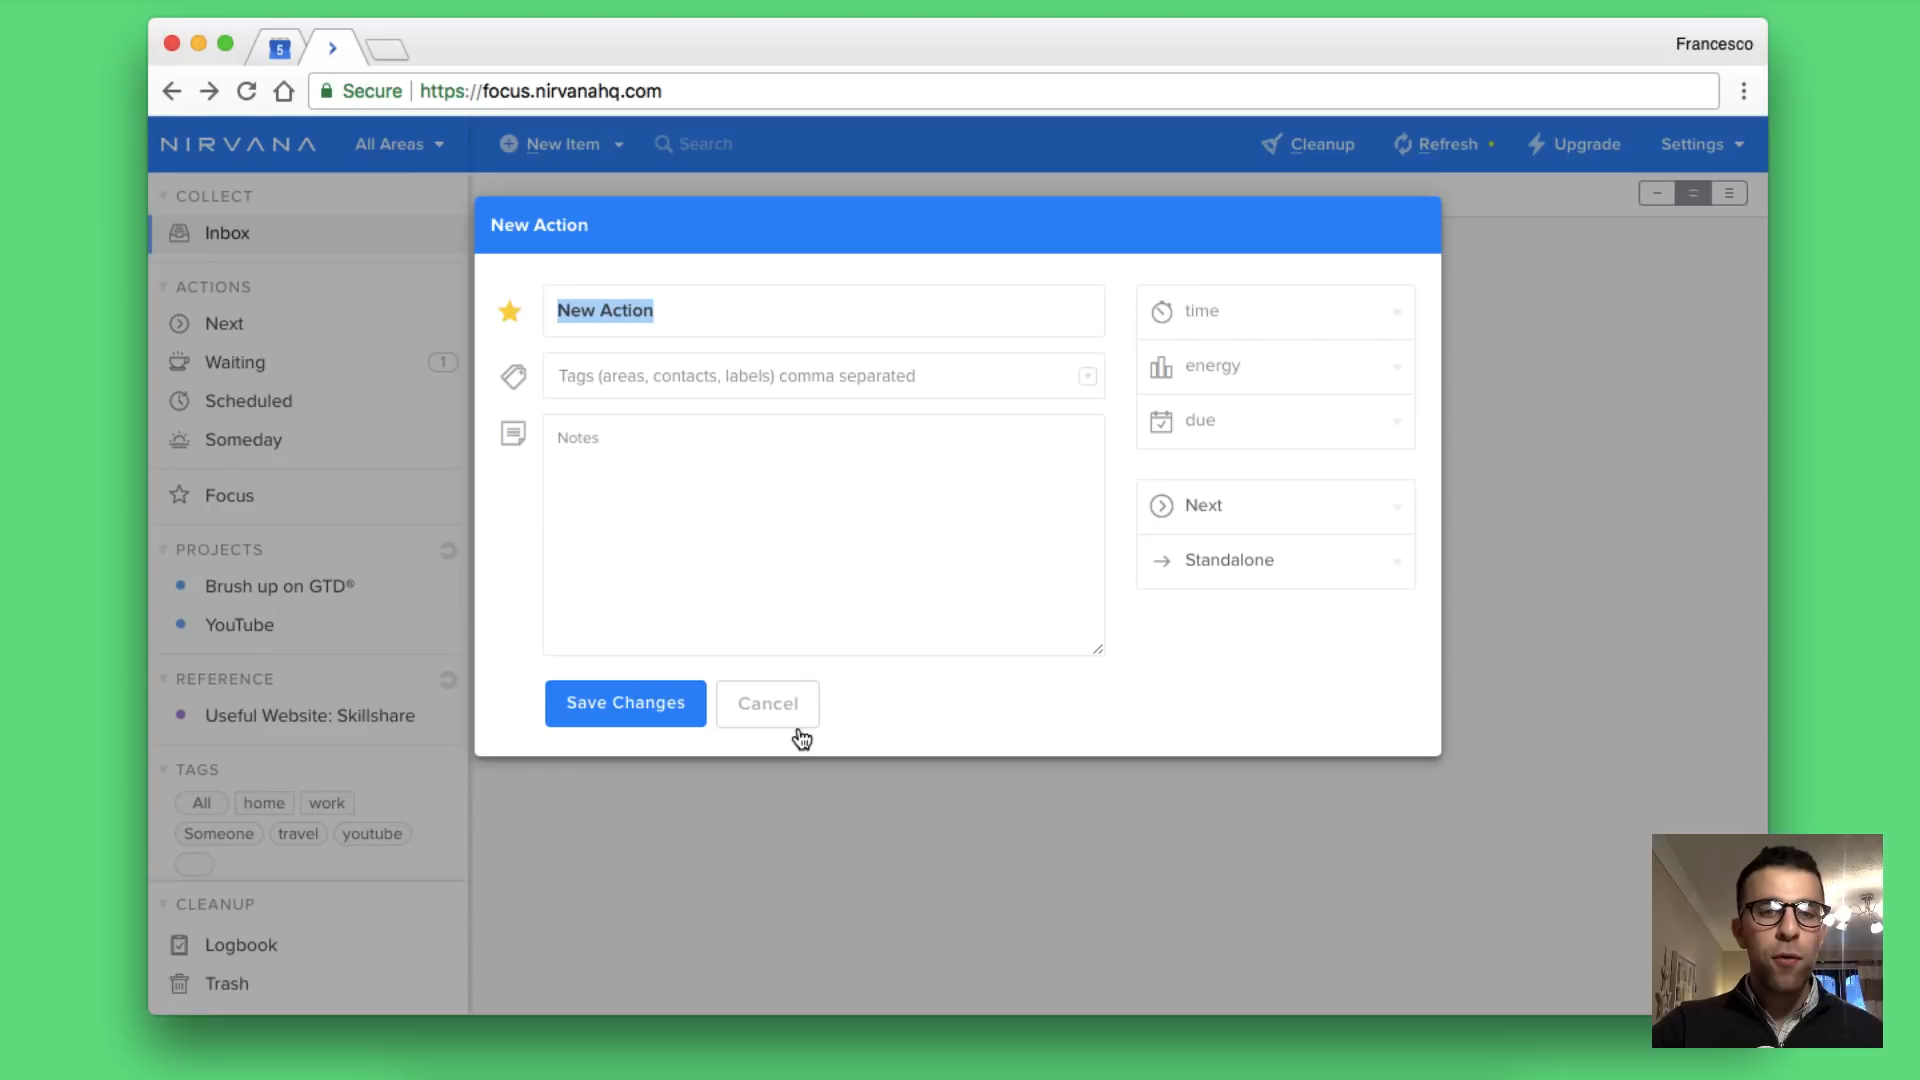 5
Francesco
Secure
https://focus.nirvanahq.com
NIRVANA
All Areas
New Item
Search
Cleanup
Refresh
Upgrade
Settings
COLLECT
Inbox
ACTIONS
Next
Waiting
1
Scheduled
Someday
Focus
PROJECTS
Brush up on GTD®
YouTube
REFERENCE
Useful Website: Skillshare
TAGS
All home work
Someone travel youtube
CLEANUP
Logbook
Trash
New Action
New Action
Tags (areas, contacts, labels) comma separated
Notes
Save Changes
Cancel
time
energy
due
Next
Standalone